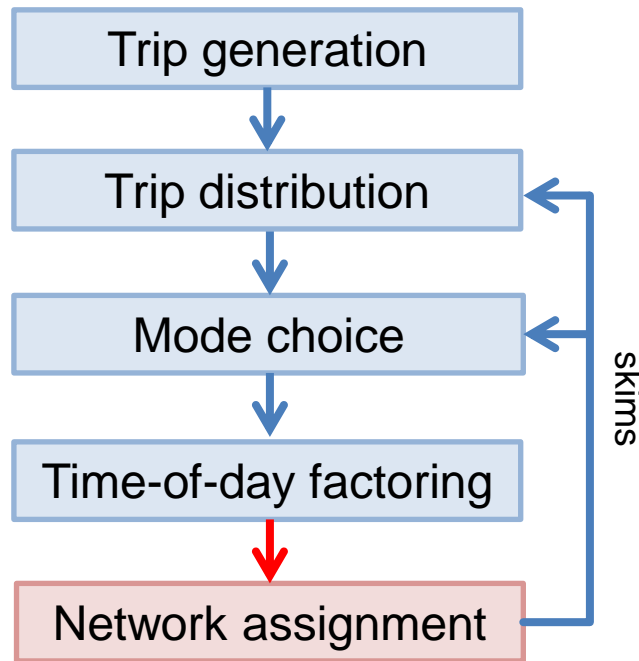 Trip generation
Trip distribution
Mode choice
skims
Time-of-day factoring
Network assignment